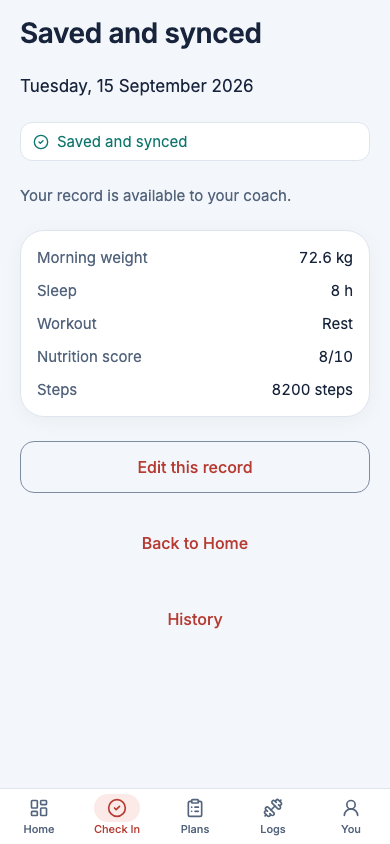 Saved and synced
Tuesday, 15 September 2026
Saved and synced
Your record is available to your coach.
Morning weight 72.6 kg
Sleep 8 h
Workout Rest
Nutrition score 8/10
Steps 8200 steps
Edit this record
Back to Home
History
Home Check In Plans Logs You